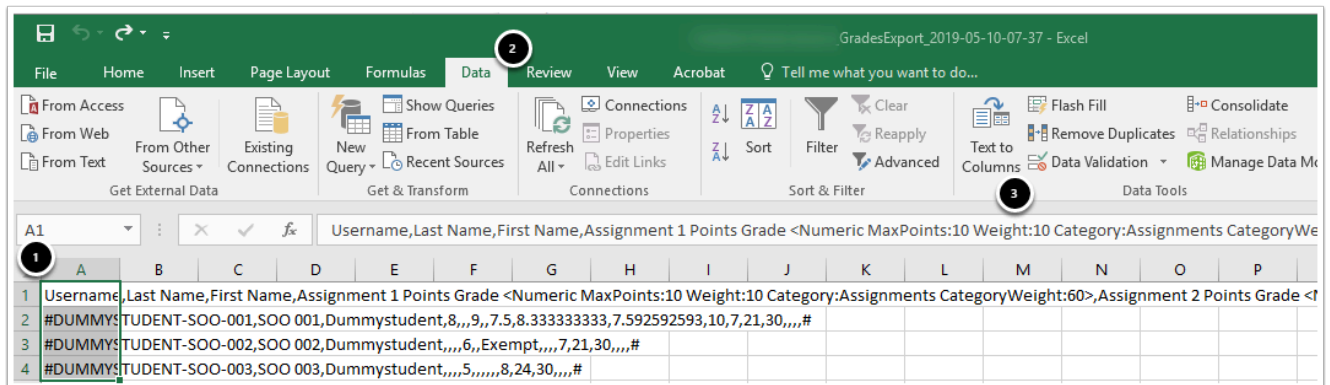 _GradesExport_2019-05-10-07-37 - Excel
2
File Home Insert Page Layout Formulas Data Review View Acrobat Tell me what you want to do...
From Access Show Queries Connections Clear Flash Fill Consolidate
From Web From Table Properties Reapply Remove Duplicates Relationships
From Text Recent Sources Edit Links Advanced Data Validation Manage Data Mo
From Other Sources Existing Connections New Query Refresh All Sort Filter Text to Columns
Get External Data Get & Transform Connections Sort & Filter Data Tools
3
A1 fx Username,Last Name,First Name,Assignment 1 Points Grade <Numeric MaxPoints:10 Weight:10 Category:Assignments CategoryWe
1
A B C D E F G H I J K L M N O P
1 Username,Last Name,First Name,Assignment 1 Points Grade <Numeric MaxPoints:10 Weight:10 Category:Assignments CategoryWeight:60>,Assignment 2 Points Grade <N
2 #DUMMYSTUDENT-SOO-001,SOO 001,Dummystudent,8,,,9,,7.5,8.333333333,7.592592593,10,7,21,30,,,,#
3 #DUMMYSTUDENT-SOO-002,SOO 002,Dummystudent,,,,6,,Exempt,,,,7,21,30,,,,#
4 #DUMMYSTUDENT-SOO-003,SOO 003,Dummystudent,,,,5,,,,,,8,24,30,,,,#